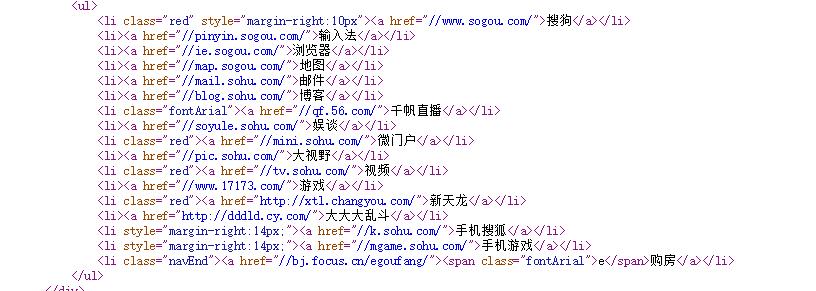 <ul>
<li class="red" style="margin-right:10px"><a href="//www.sogou.com/">搜狗</a></li>
<li><a href="//pinyin.sogou.com/">输入法</a></li>
<li><a href="//ie.sogou.com/">浏览器</a></li>
<li><a href="//map.sogou.com/">地图</a></li>
<li><a href="//mail.sohu.com/">邮件</a></li>
<li><a href="//blog.sohu.com/">博客</a></li>
<li class="fontArial"><a href="//qf.56.com/">千帆直播</a></li>
<li><a href="//soyule.sohu.com/">娱谈</a></li>
<li class="red"><a href="//mini.sohu.com/">微门户</a></li>
<li><a href="//pic.sohu.com/">大视野</a></li>
<li class="red"><a href="//tv.sohu.com/">视频</a></li>
<li><a href="//www.17173.com/">游戏</a></li>
<li class="red"><a href="http://xtl.changyou.com/">新天龙</a></li>
<li><a href="http://dddld.cy.com/">大大大乱斗</a></li>
<li style="margin-right:14px;"><a href="//k.sohu.com/">手机搜狐</a></li>
<li style="margin-right:14px;"><a href="//mgame.sohu.com/">手机游戏</a></li>
<li class="navEnd"><a href="//bj.focus.cn/egoufang/"><span class="fontArial">e</span>购房</a></li>
</ul>
</div>